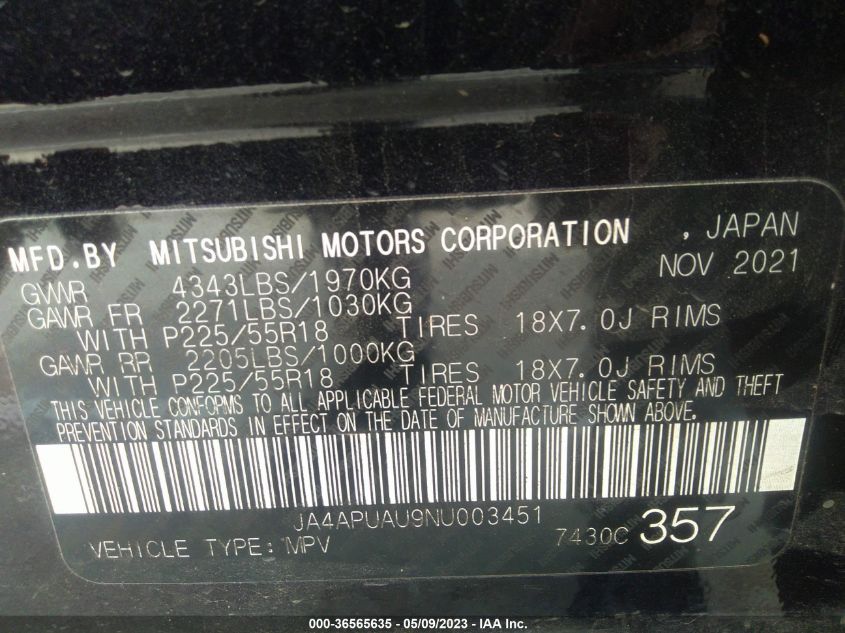 MFD.BY MITSUBISHI MOTORS CORPORATION , JAPAN
NOV 2021
GVWR 4343LBS/1970KG
GAWR FR 2271LBS/1030KG
WITH P225/55R18 TIRES 18X7.0J RIMS
GAWR RR 2205LBS/1000KG
WITH P225/55R18 TIRES 18X7.0J RIMS
THIS VEHICLE CONFORMS TO ALL APPLICABLE FEDERAL MOTOR VEHICLE SAFETY AND THEFT
PREVENTION STANDARDS IN EFFECT ON THE DATE OF MANUFACTURE SHOWN ABOVE.
JA4APUAU9NU003451
VEHICLE TYPE: MPV 7430C 357
000-36565635 - 05/09/2023 - IAA Inc.